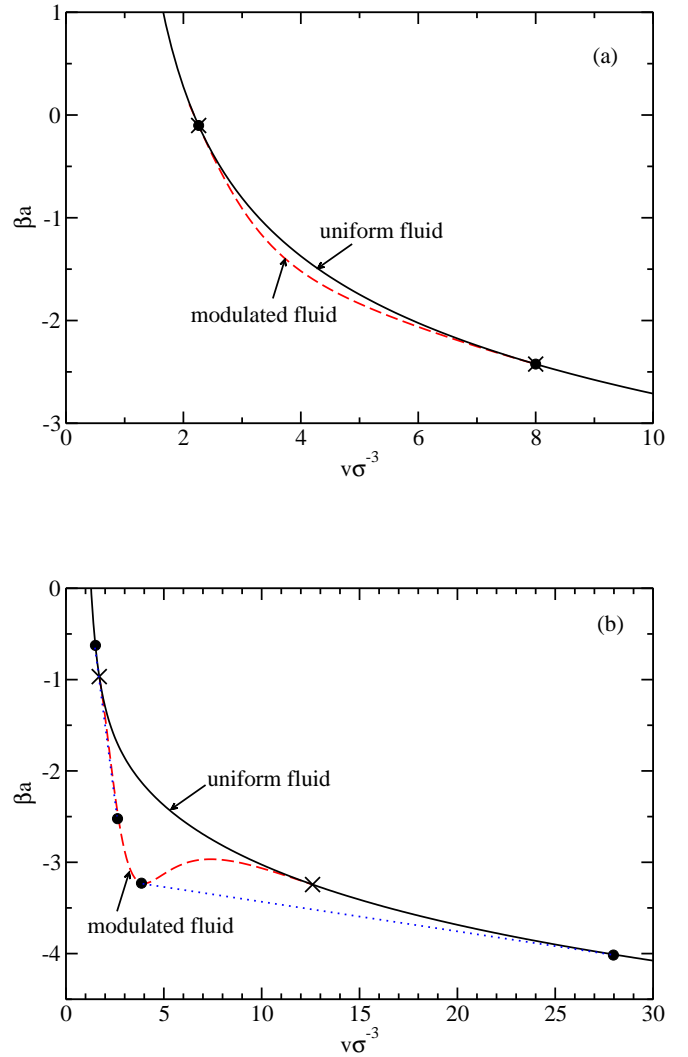 1
(a)
0
βa
-1
uniform fluid
modulated fluid
-2
-3
0 2 4 6 8 10
vσ^-3
0
(b)
-1
βa
uniform fluid
-2
-3
modulated fluid
-4
0 5 10 15 20 25 30
vσ^-3